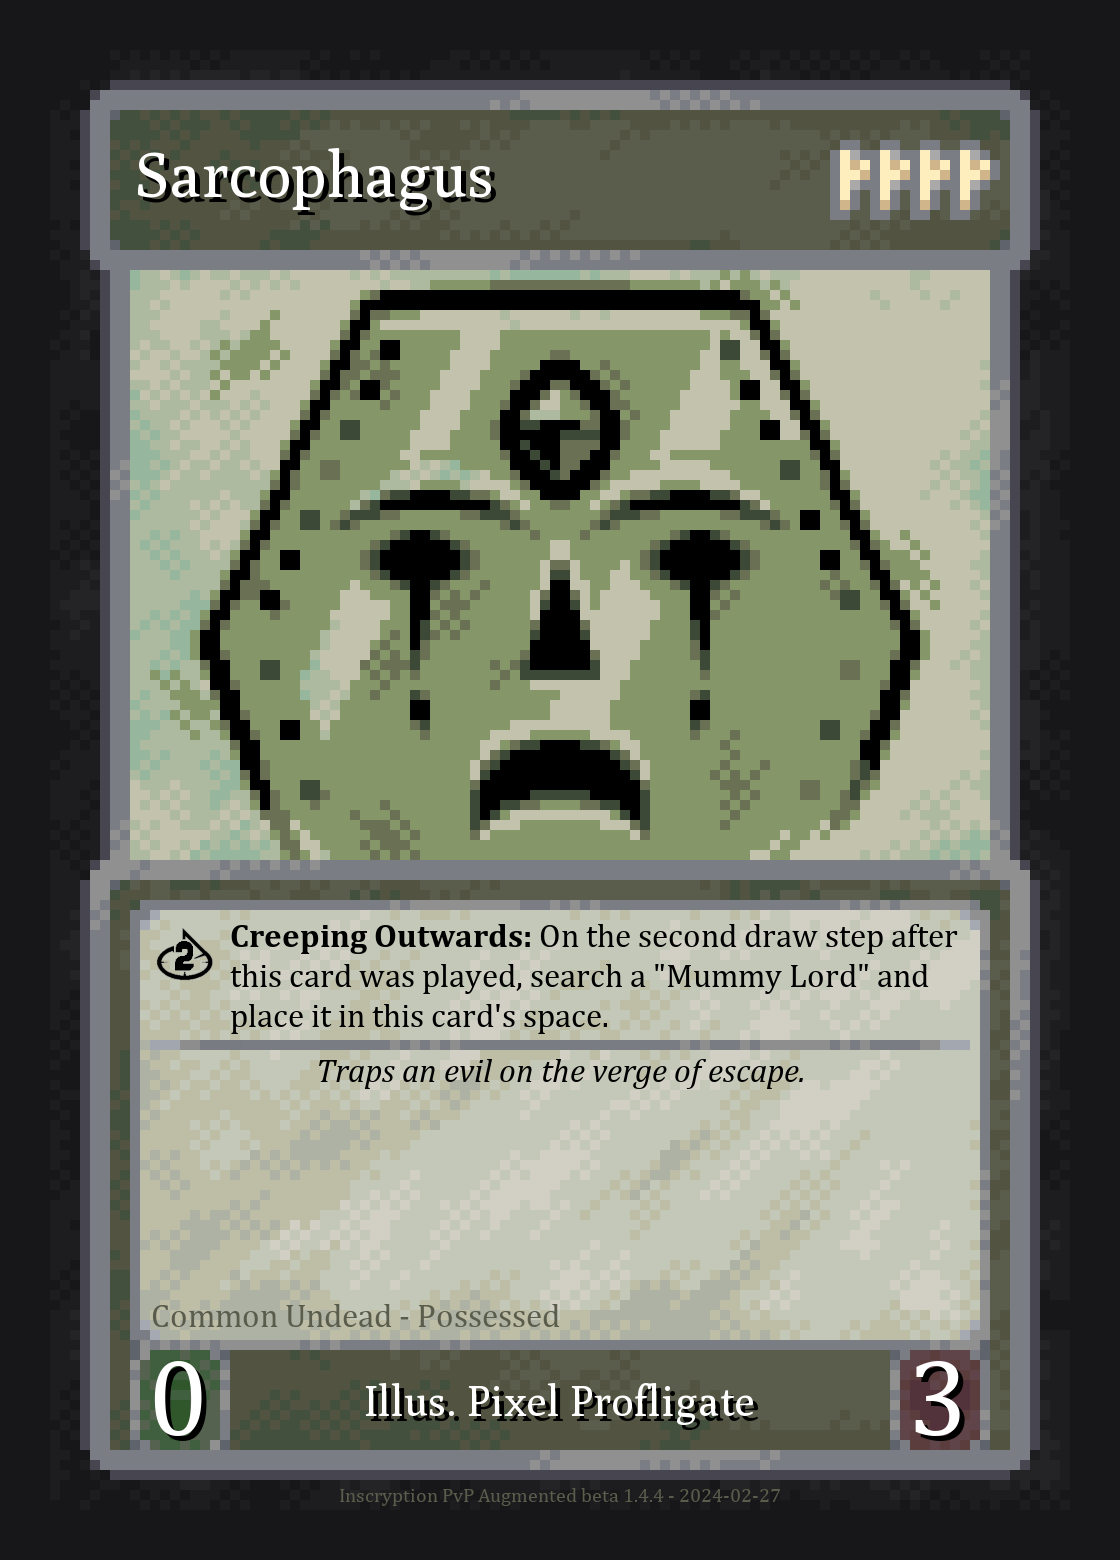 Sarcophagus
2
Creeping Outwards: On the second draw step after
this card was played, search a "Mummy Lord" and
place it in this card's space.
Traps an evil on the verge of escape.
Common Undead - Possessed
0
Illus. Pixel Profligate
3
Inscryption PvP Augmented beta 1.4.4 - 2024-02-27